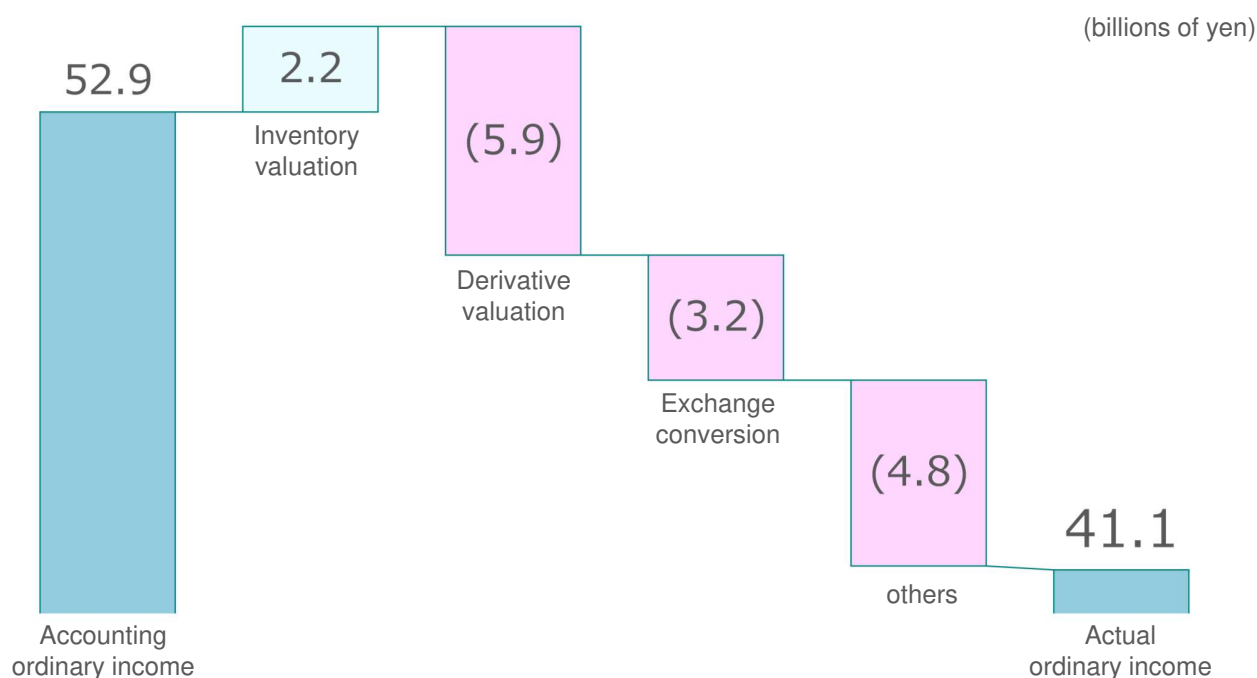 (billions of yen)
52.9
2.2
Inventory
valuation
(5.9)
Derivative
valuation
(3.2)
Exchange
conversion
(4.8)
others
41.1
Accounting
ordinary income
Actual
ordinary income